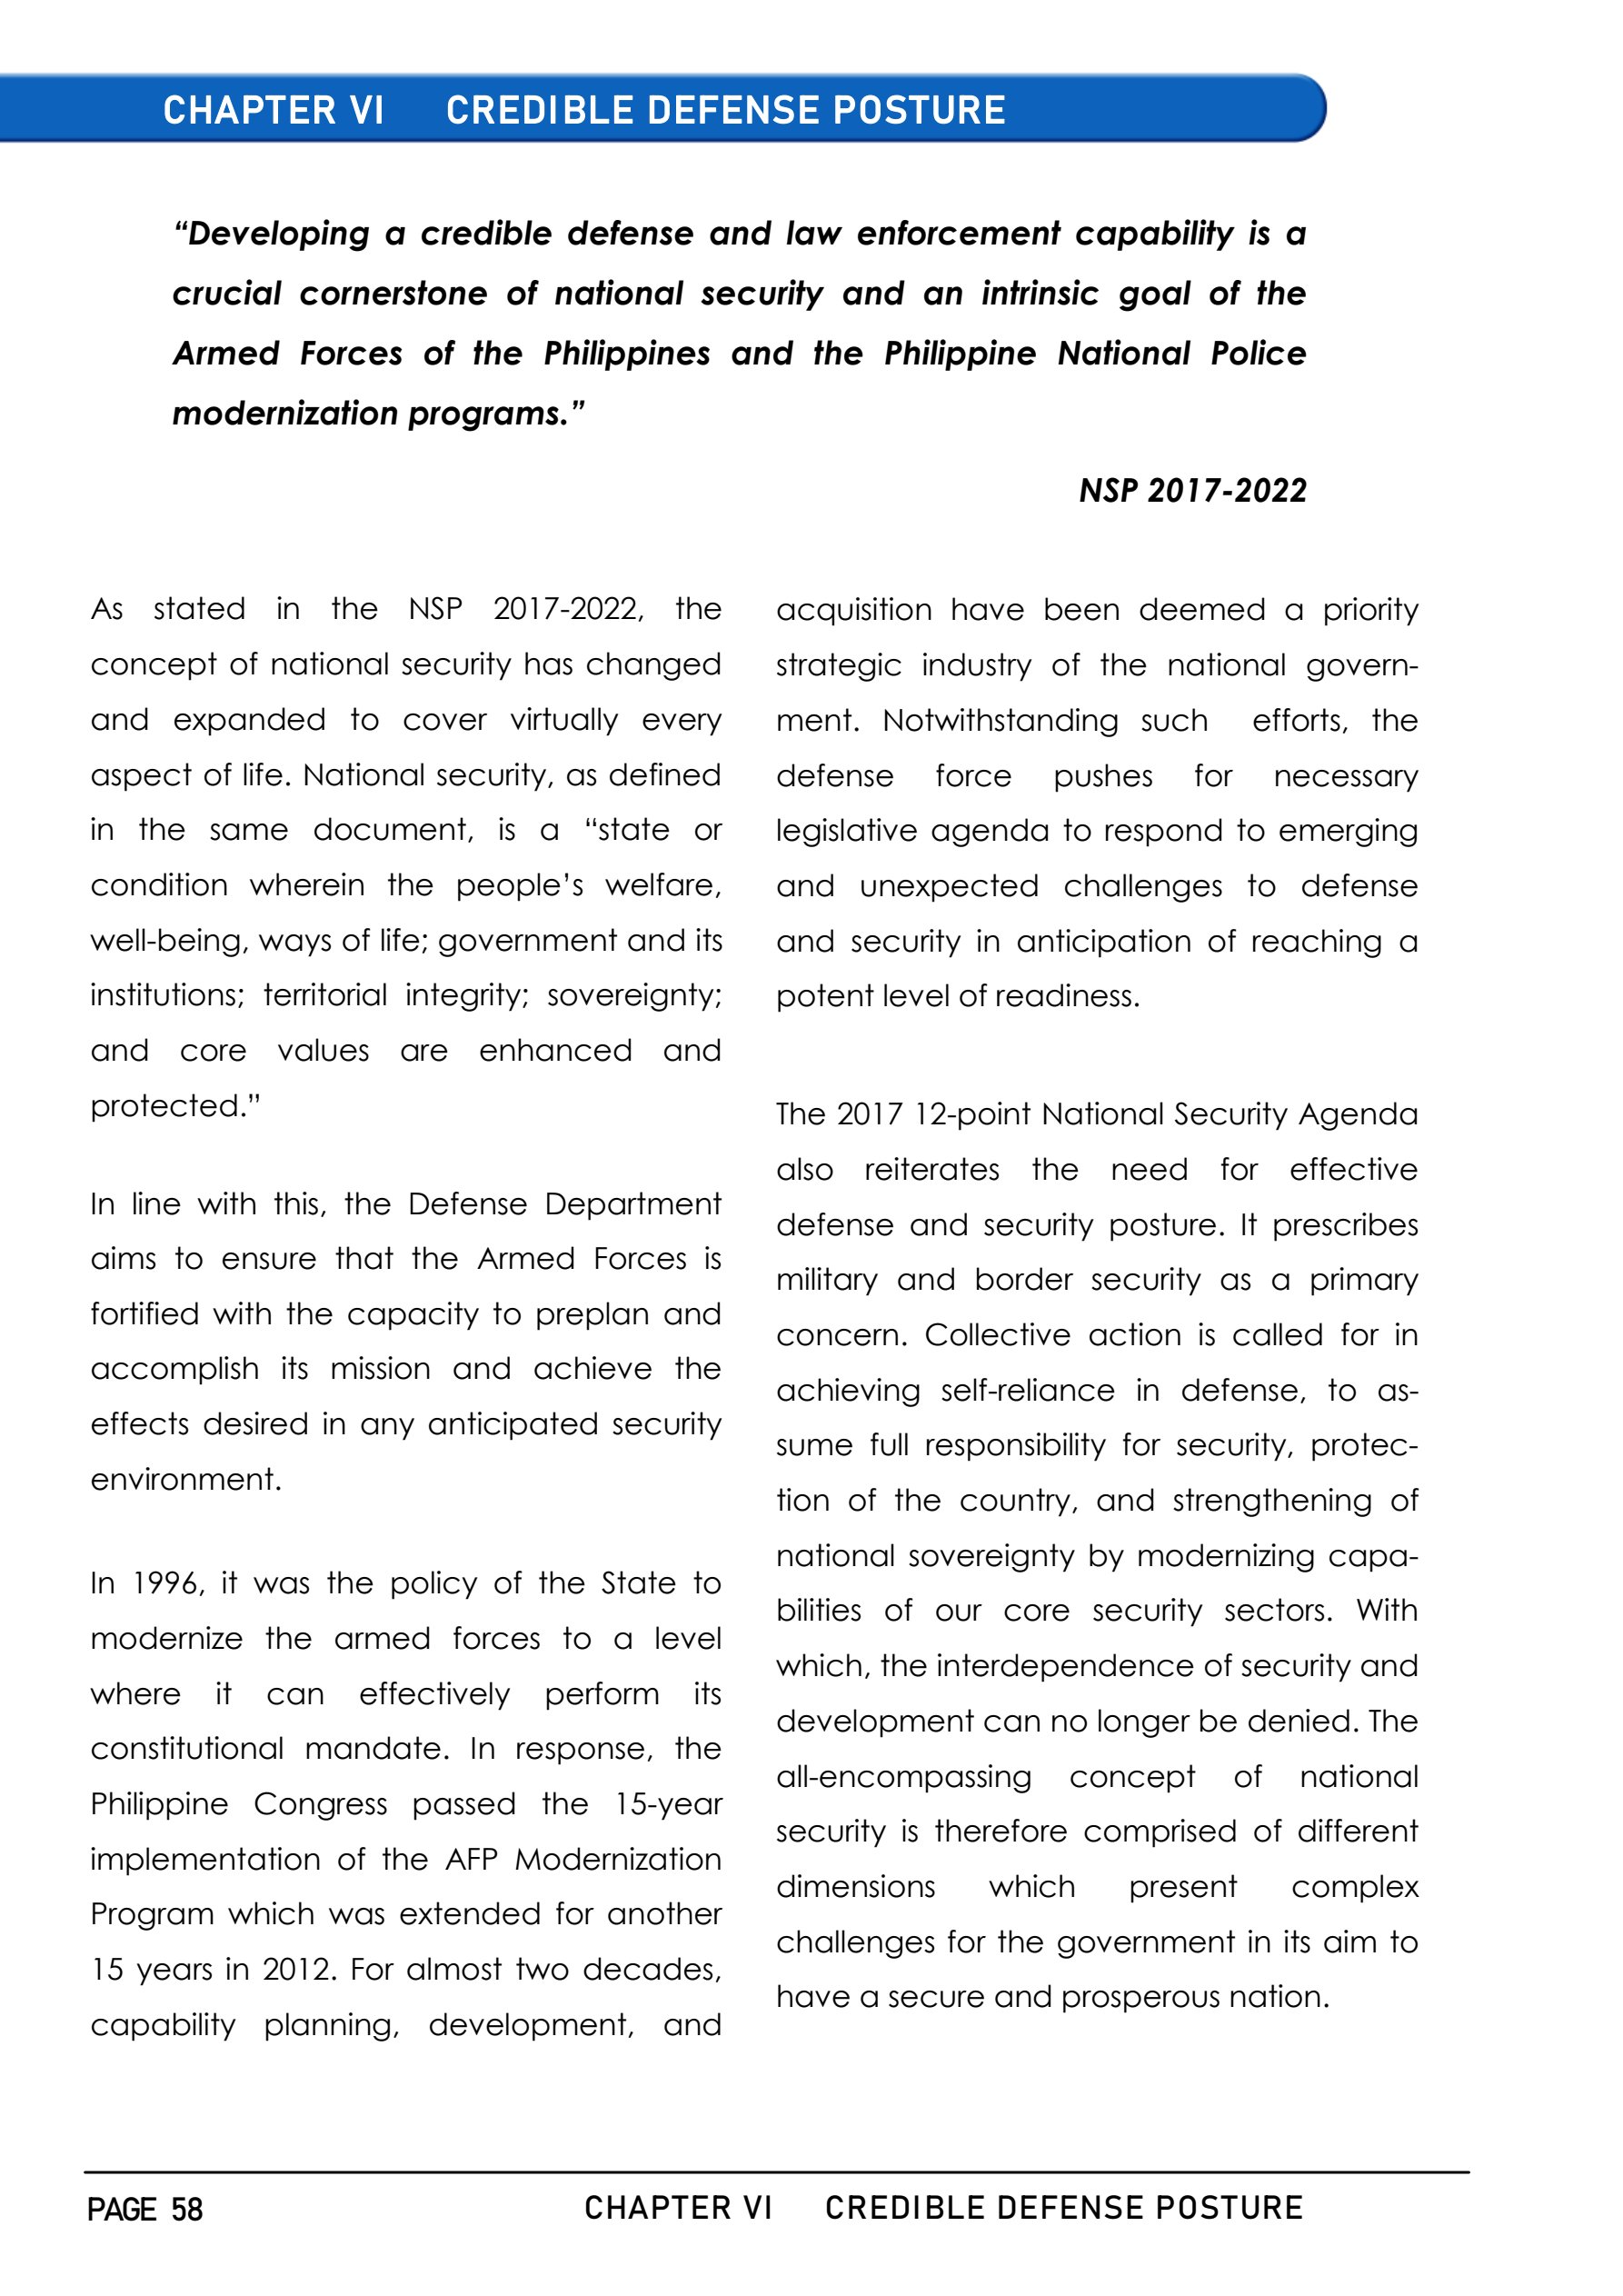 CHAPTER VI CREDIBLE DEFENSE POSTURE
“Developing a credible defense and law enforcement capability is a
crucial cornerstone of national security and an intrinsic goal of the
Armed Forces of the Philippines and the Philippine National Police
modernization programs.”
NSP 2017-2022
As stated in the NSP 2017-2022, the
concept of national security has changed
and expanded to cover virtually every
aspect of life. National security, as defined
in the same document, is a “state or
condition wherein the people’s welfare,
well-being, ways of life; government and its
institutions; territorial integrity; sovereignty;
and core values are enhanced and
protected.”
In line with this, the Defense Department
aims to ensure that the Armed Forces is
fortified with the capacity to preplan and
accomplish its mission and achieve the
effects desired in any anticipated security
environment.
In 1996, it was the policy of the State to
modernize the armed forces to a level
where it can effectively perform its
constitutional mandate. In response, the
Philippine Congress passed the 15-year
implementation of the AFP Modernization
Program which was extended for another
15 years in 2012. For almost two decades,
capability planning, development, and
acquisition have been deemed a priority
strategic industry of the national govern-
ment. Notwithstanding such efforts, the
defense force pushes for necessary
legislative agenda to respond to emerging
and unexpected challenges to defense
and security in anticipation of reaching a
potent level of readiness.
The 2017 12-point National Security Agenda
also reiterates the need for effective
defense and security posture. It prescribes
military and border security as a primary
concern. Collective action is called for in
achieving self-reliance in defense, to as-
sume full responsibility for security, protec-
tion of the country, and strengthening of
national sovereignty by modernizing capa-
bilities of our core security sectors. With
which, the interdependence of security and
development can no longer be denied. The
all-encompassing concept of national
security is therefore comprised of different
dimensions which present complex
challenges for the government in its aim to
have a secure and prosperous nation.
PAGE 58 CHAPTER VI CREDIBLE DEFENSE POSTURE